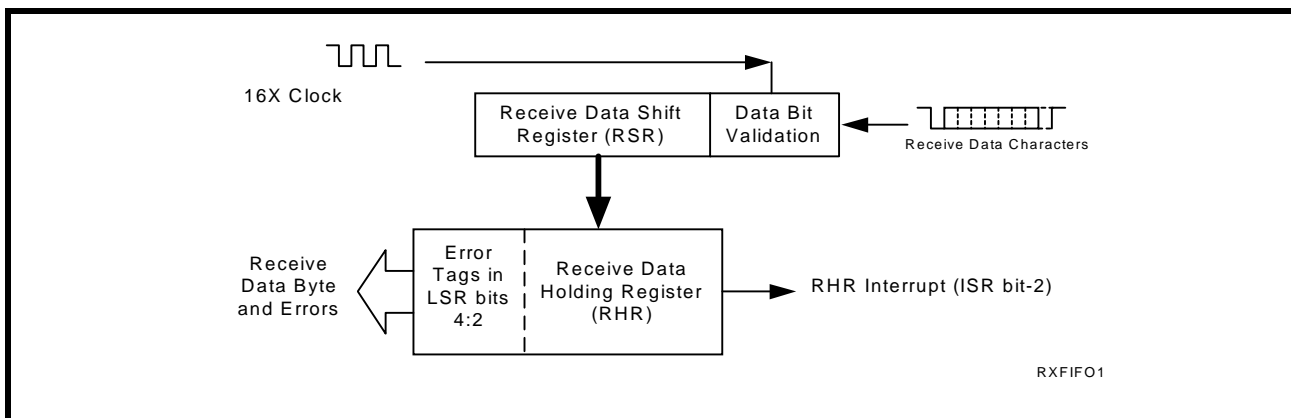 16X Clock
Receive Data Shift
Register (RSR)
Data Bit
Validation
Receive Data Characters
Receive
Data Byte
and Errors
Error
Tags in
LSR bits
4:2
Receive Data
Holding Register
(RHR)
RHR Interrupt (ISR bit-2)
RXFIFO1